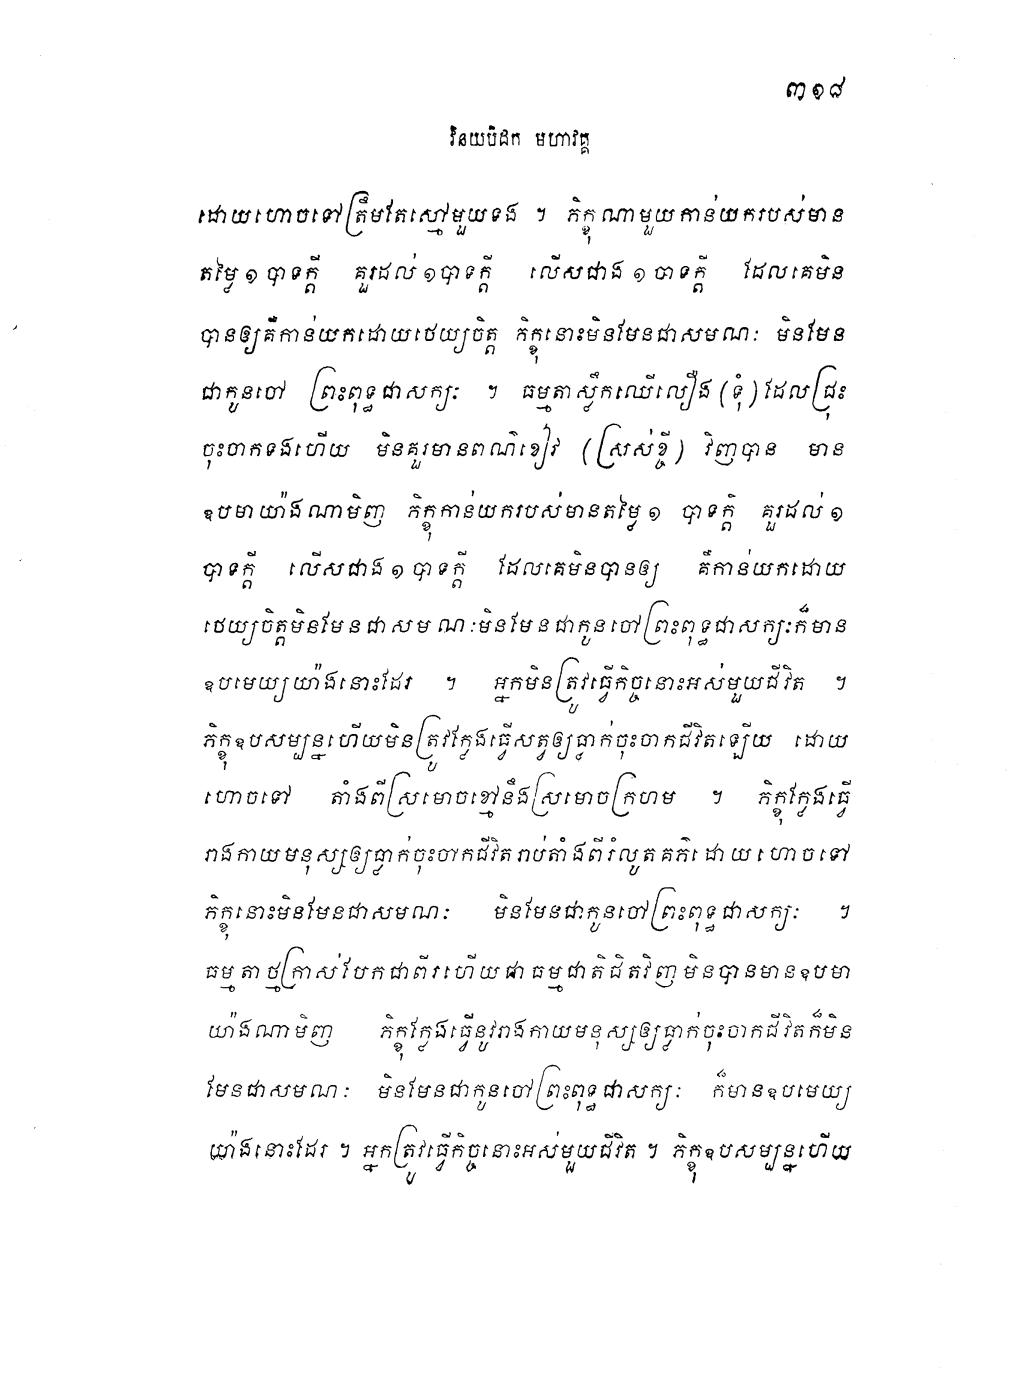 ៣១៨
វិនយបិដក មហាវគ្គ
ដោយហោចទៅត្រឹមតែស្មៅមួយទង ។ ភិក្ខុណាមួយកាន់យករបស់មាន
តម្លៃ១ បាទក្តី គួរដល់ ១បាទក្តី លើសជាង ១ បាទក្តី ដែលគេមិន
បានឲ្យគឺកាន់យកដោយថេយ្យចិត្ត ភិក្ខុនោះមិនមែនជាសមណៈ មិនមែន
ជាកូនចៅ ព្រះពុទ្ធជាសក្យៈ ។ ធម្មតាស្លឹកឈើលឿង (ទុំ) ដែលជ្រុះ
ចុះចាកទងហើយ មិនគួរមានពណ៌ខៀវ (ស្រស់ខ្ចី) វិញបាន មាន
ឧបមាយ៉ាងណាមិញ ភិក្ខុកាន់យករបស់មានតម្លៃ១ បាទក្តី គួរដល់ ១
បាទក្តី លើសជាង១ បាទក្តី ដែលគេមិនបានឲ្យ គឺកាន់យកដោយ
ថេយ្យចិត្តមិនមែនជាសមណៈមិនមែនជាកូនចៅព្រះពុទ្ធជាសក្យៈក៏មាន
ឧបមេយ្យយ៉ាងនោះដែរ ។ អ្នកមិនត្រូវធ្វើកិច្ចនោះអស់មួយជីវិត ។
ភិក្ខុឧបសម្បន្នហើយមិនត្រូវក្លែងធ្វើសត្វឲ្យធ្លាក់ចុះចាកជីវិតឡើយ ដោយ
ហោចទៅ តាំងពីស្រមោចខ្មៅនឹងស្រមោចក្រហម ។ ភិក្ខុក្លែងធ្វើ
រាងកាយមនុស្សឲ្យធ្លាក់ចុះចាកជីវិតរាប់តាំងពីរំលូតគភ៌ដោយហោចទៅ
ភិក្ខុនោះមិនមែនជាសមណៈ មិនមែនជាកូនចៅព្រះពុទ្ធជាសក្យៈ ។
ធម្មតាថ្មក្រាស់បែកជាពីរហើយជាធម្មជាតិជិតវិញមិនបានមានឧបមា
យ៉ាងណាមិញ ភិក្ខុក្លែងធ្វើនូវរាងកាយមនុស្សឲ្យធ្លាក់ចុះចាកជីវិតក៏មិន
មែនជាសមណៈ មិនមែនជាកូនចៅព្រះពុទ្ធជាសក្យៈ ក៏មានឧបមេយ្យ
យ៉ាងនោះដែរ ។ អ្នកត្រូវធ្វើកិច្ចនោះអស់មួយជីវិត ។ ភិក្ខុឧបសម្បន្នហើយ